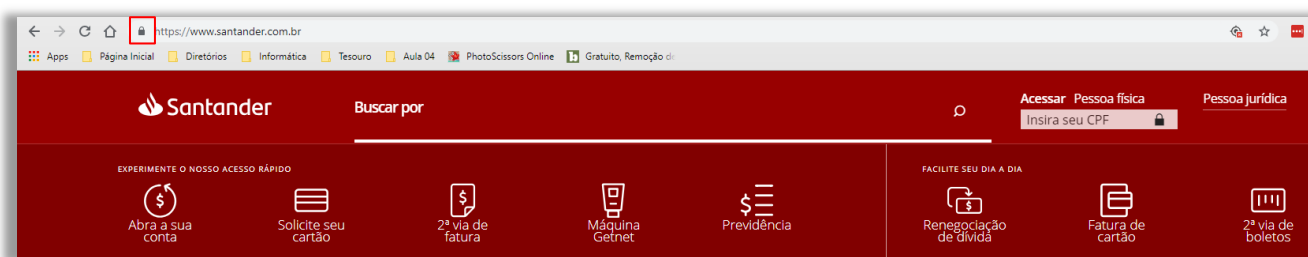 https://www.santander.com.br
Apps Página Inicial Diretórios Informática Tesouro Aula 04 PhotoScissors Online Gratuito, Remoção d
Santander Buscar por Acessar Pessoa física Pessoa jurídica
Insira seu CPF
EXPERIMENTE O NOSSO ACESSO RÁPIDO FACILITE SEU DIA A DIA
Abra a sua Solicite seu 2ª via de Máquina Previdência Renegociação Fatura de 2ª via de
conta cartão fatura Getnet de dívida cartão boletos